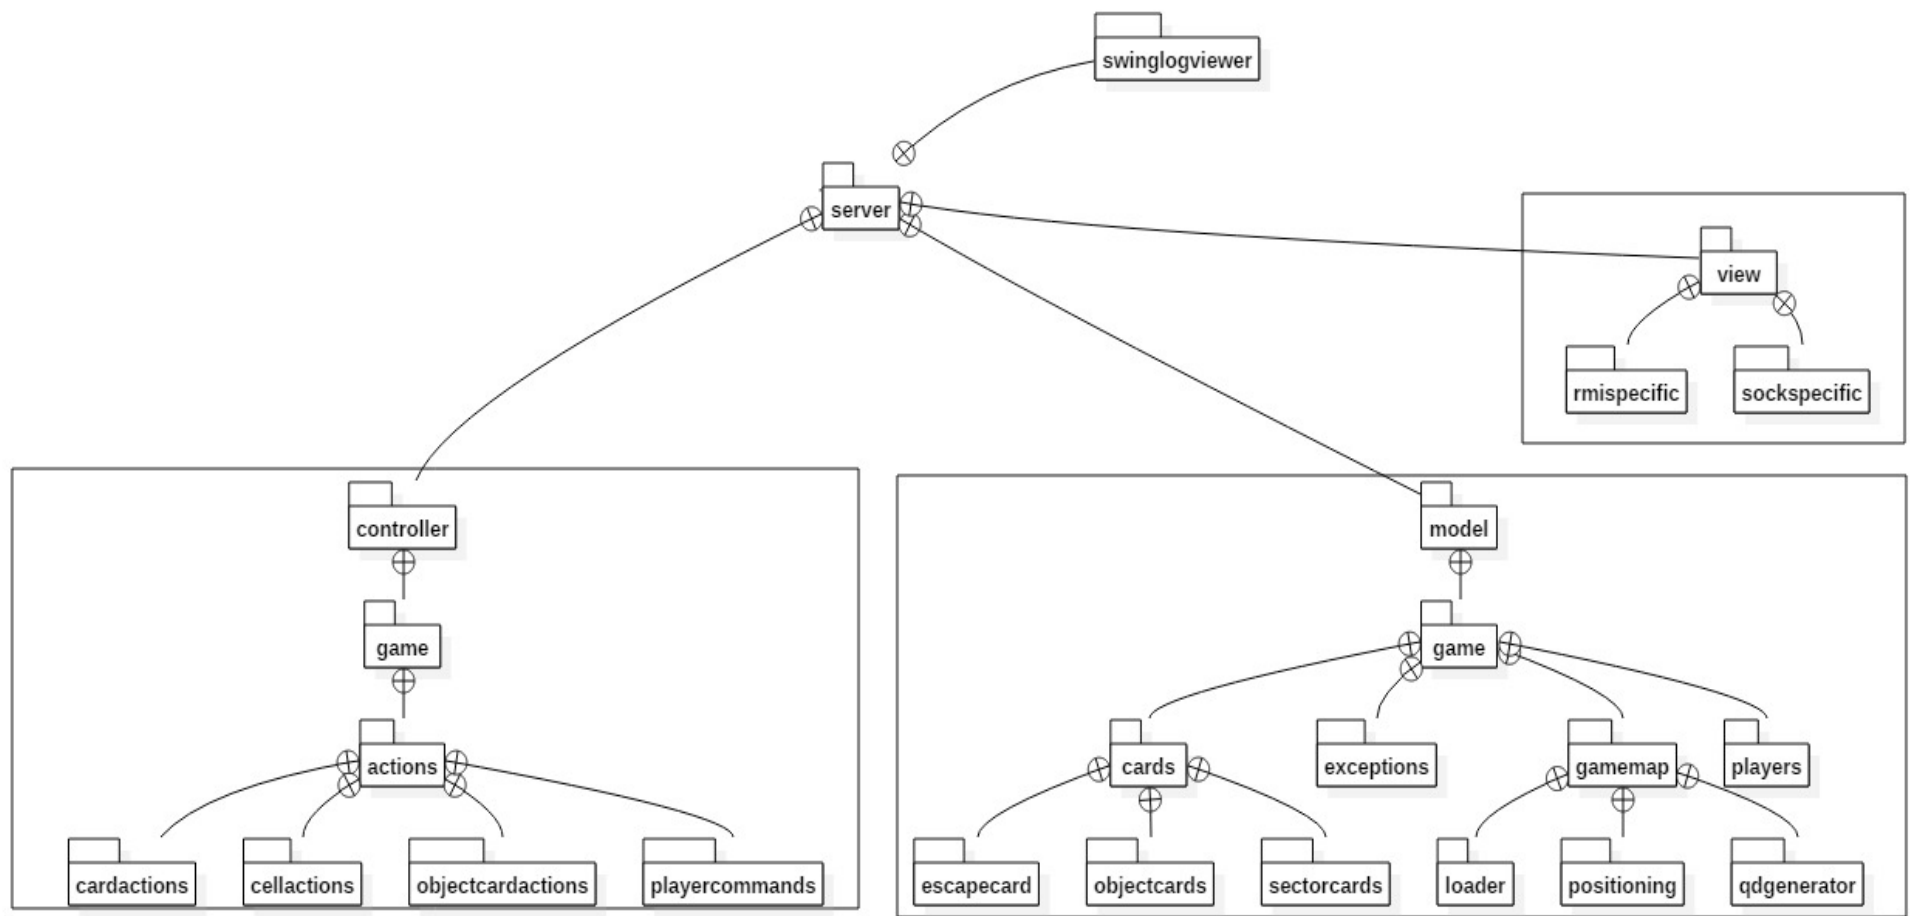 swinglogviewer
server
view
rmispecific
sockspecific
controller
model
game
game
actions
cards
exceptions
gamemap
players
cardactions
cellactions
objectcardactions
playercommands
escapecard
objectcards
sectorcards
loader
positioning
qdgenerator